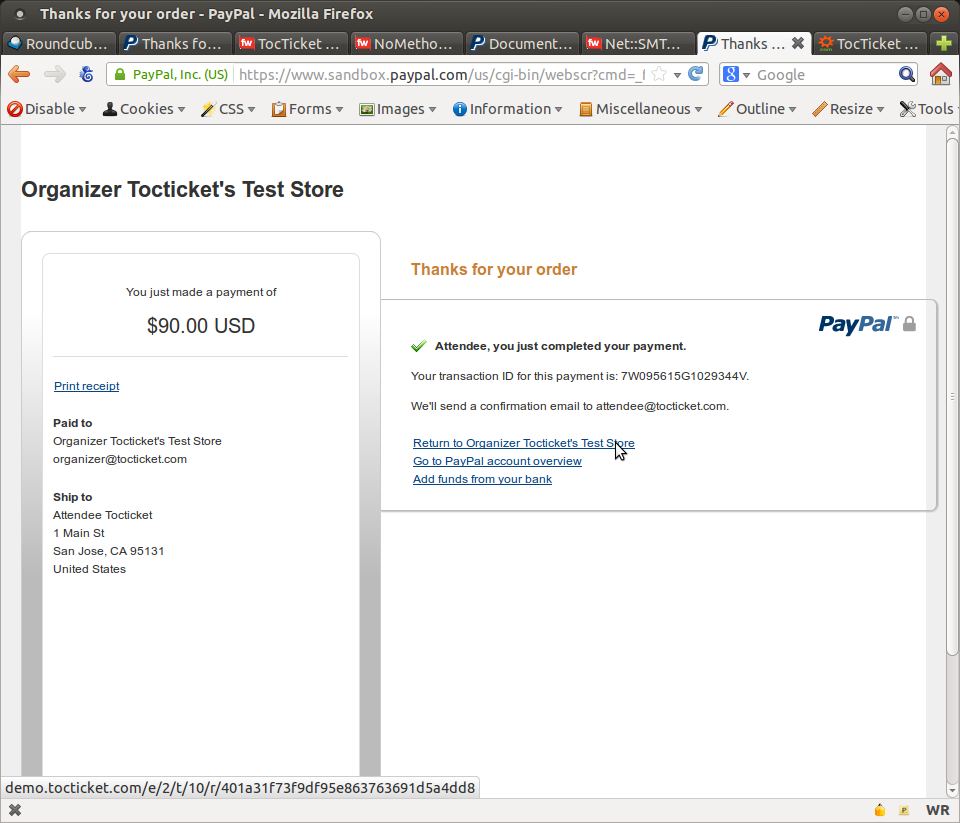 Thanks for your order - PayPal - Mozilla Firefox
Roundcub... Thanks fo... TocTicket ... NoMetho... Document... Net::SMT... Thanks ... TocTicket ...
PayPal, Inc. (US) https://www.sandbox.paypal.com/us/cgi-bin/webscr?cmd=_ Google
Disable Cookies CSS Forms Images Information Miscellaneous Outline Resize Tools
Organizer Tocticket's Test Store
You just made a payment of
$90.00 USD
Print receipt
Paid to
Organizer Tocticket's Test Store
organizer@tocticket.com
Ship to
Attendee Tocticket
1 Main St
San Jose, CA 95131
United States
Thanks for your order
PayPal
Attendee, you just completed your payment.
Your transaction ID for this payment is: 7W095615G1029344V.
We'll send a confirmation email to attendee@tocticket.com.
Return to Organizer Tocticket's Test Store
Go to PayPal account overview
Add funds from your bank
demo.tocticket.com/e/2/t/10/r/401a31f73f9df95e863763691d5a4dd8
WR